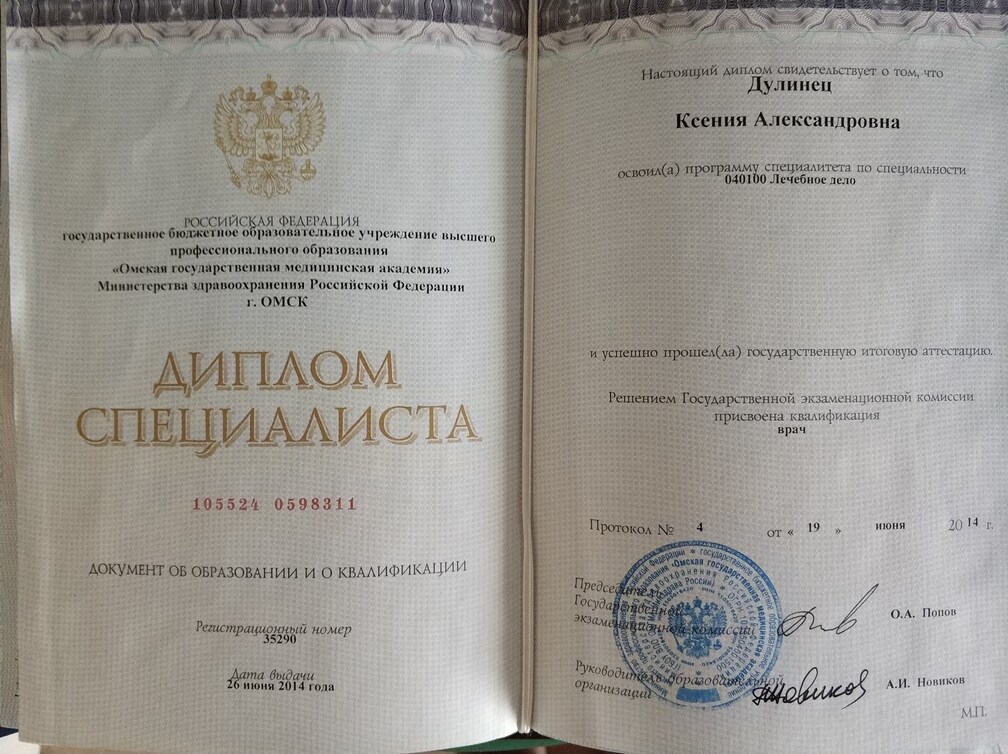 РОССИЙСКАЯ ФЕДЕРАЦИЯ
государственное бюджетное образовательное учреждение высшего
профессионального образования
«Омская государственная медицинская академия»
Министерства здравоохранения Российской Федерации
г. ОМСК
ДИПЛОМ
СПЕЦИАЛИСТА
105524 0598311
ДОКУМЕНТ ОБ ОБРАЗОВАНИИ И О КВАЛИФИКАЦИИ
Регистрационный номер
35290
Дата выдачи
26 июня 2014 года
Настоящий диплом свидетельствует о том, что
Дулинец
Ксения Александровна
освоил(а) программу специалитета по специальности
040100 Лечебное дело
и успешно прошел(ла) государственную итоговую аттестацию.
Решением Государственной экзаменационной комиссии
присвоена квалификация
врач
Протокол № 4 от « 19 » июня 2014 г.
Председатель
Государственной
экзаменационной комиссии
О.А. Попов
Руководитель образовательной
организации
А.И. Новиков
М.П.